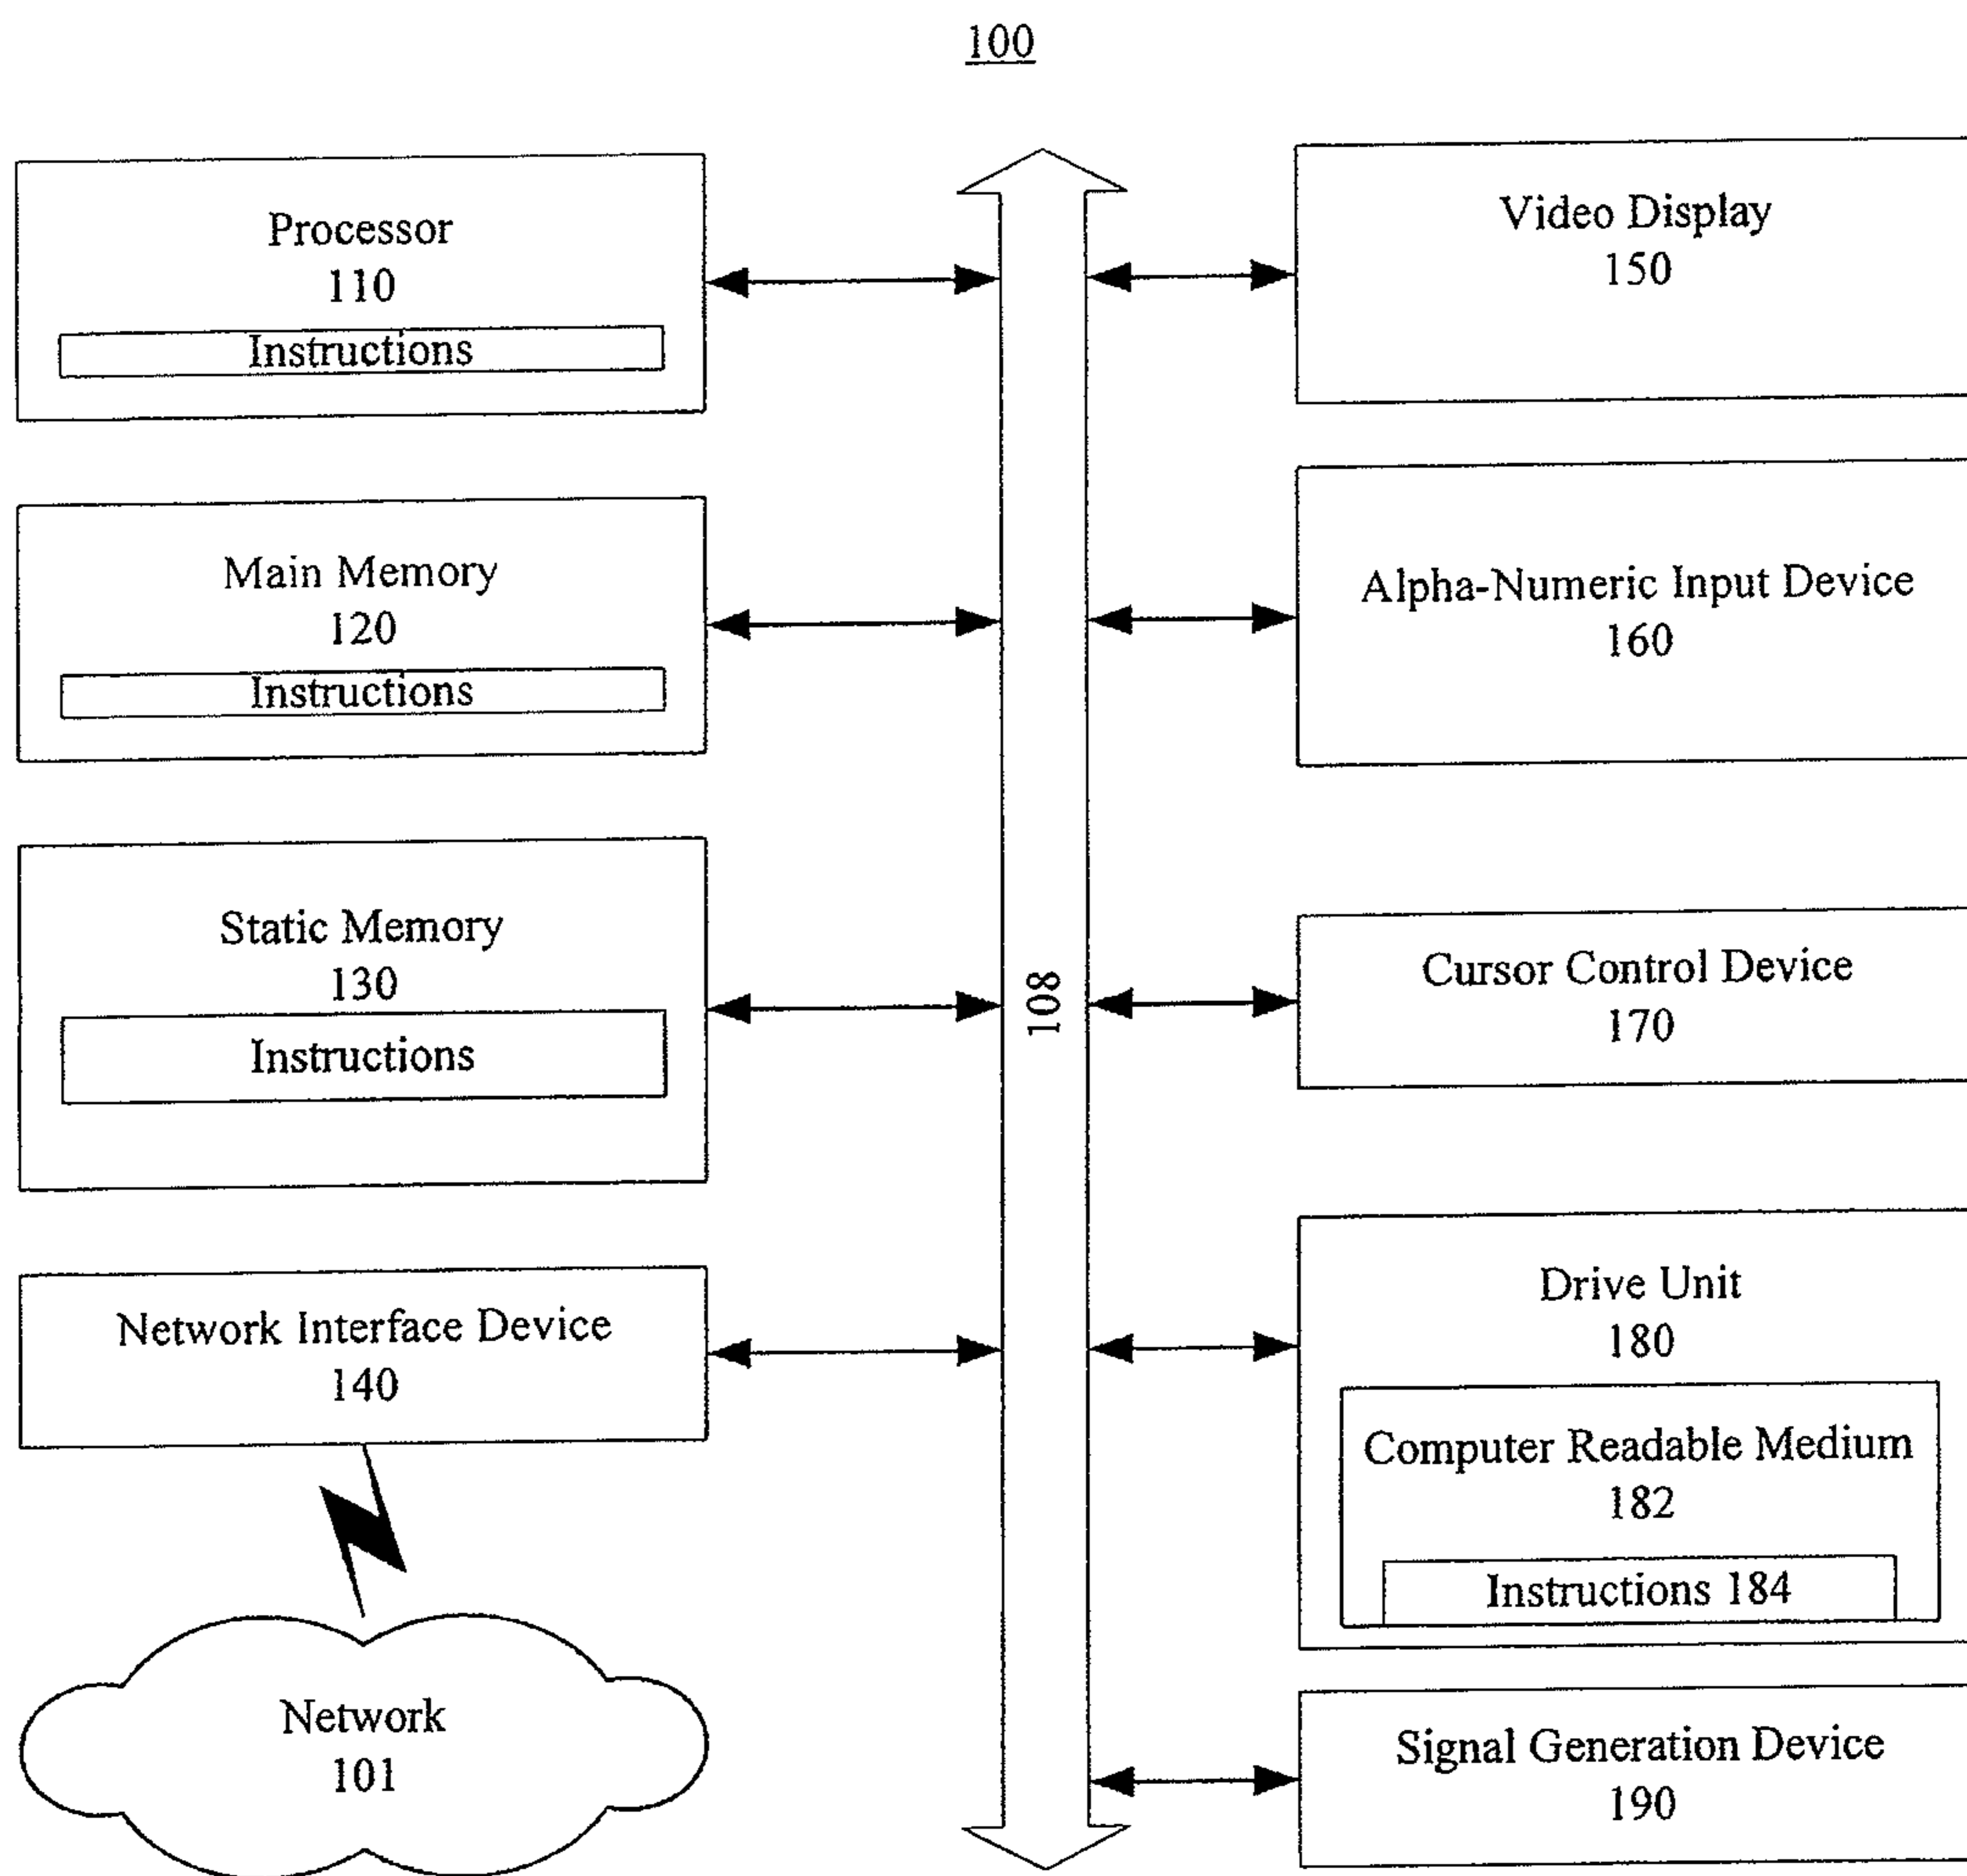 100
Processor
110
Instructions
Main Memory
120
Instructions
Static Memory
130
Instructions
Network Interface Device
140
Network
101
108
Video Display
150
Alpha-Numeric Input Device
160
Cursor Control Device
170
Drive Unit
180
Computer Readable Medium
182
Instructions 184
Signal Generation Device
190